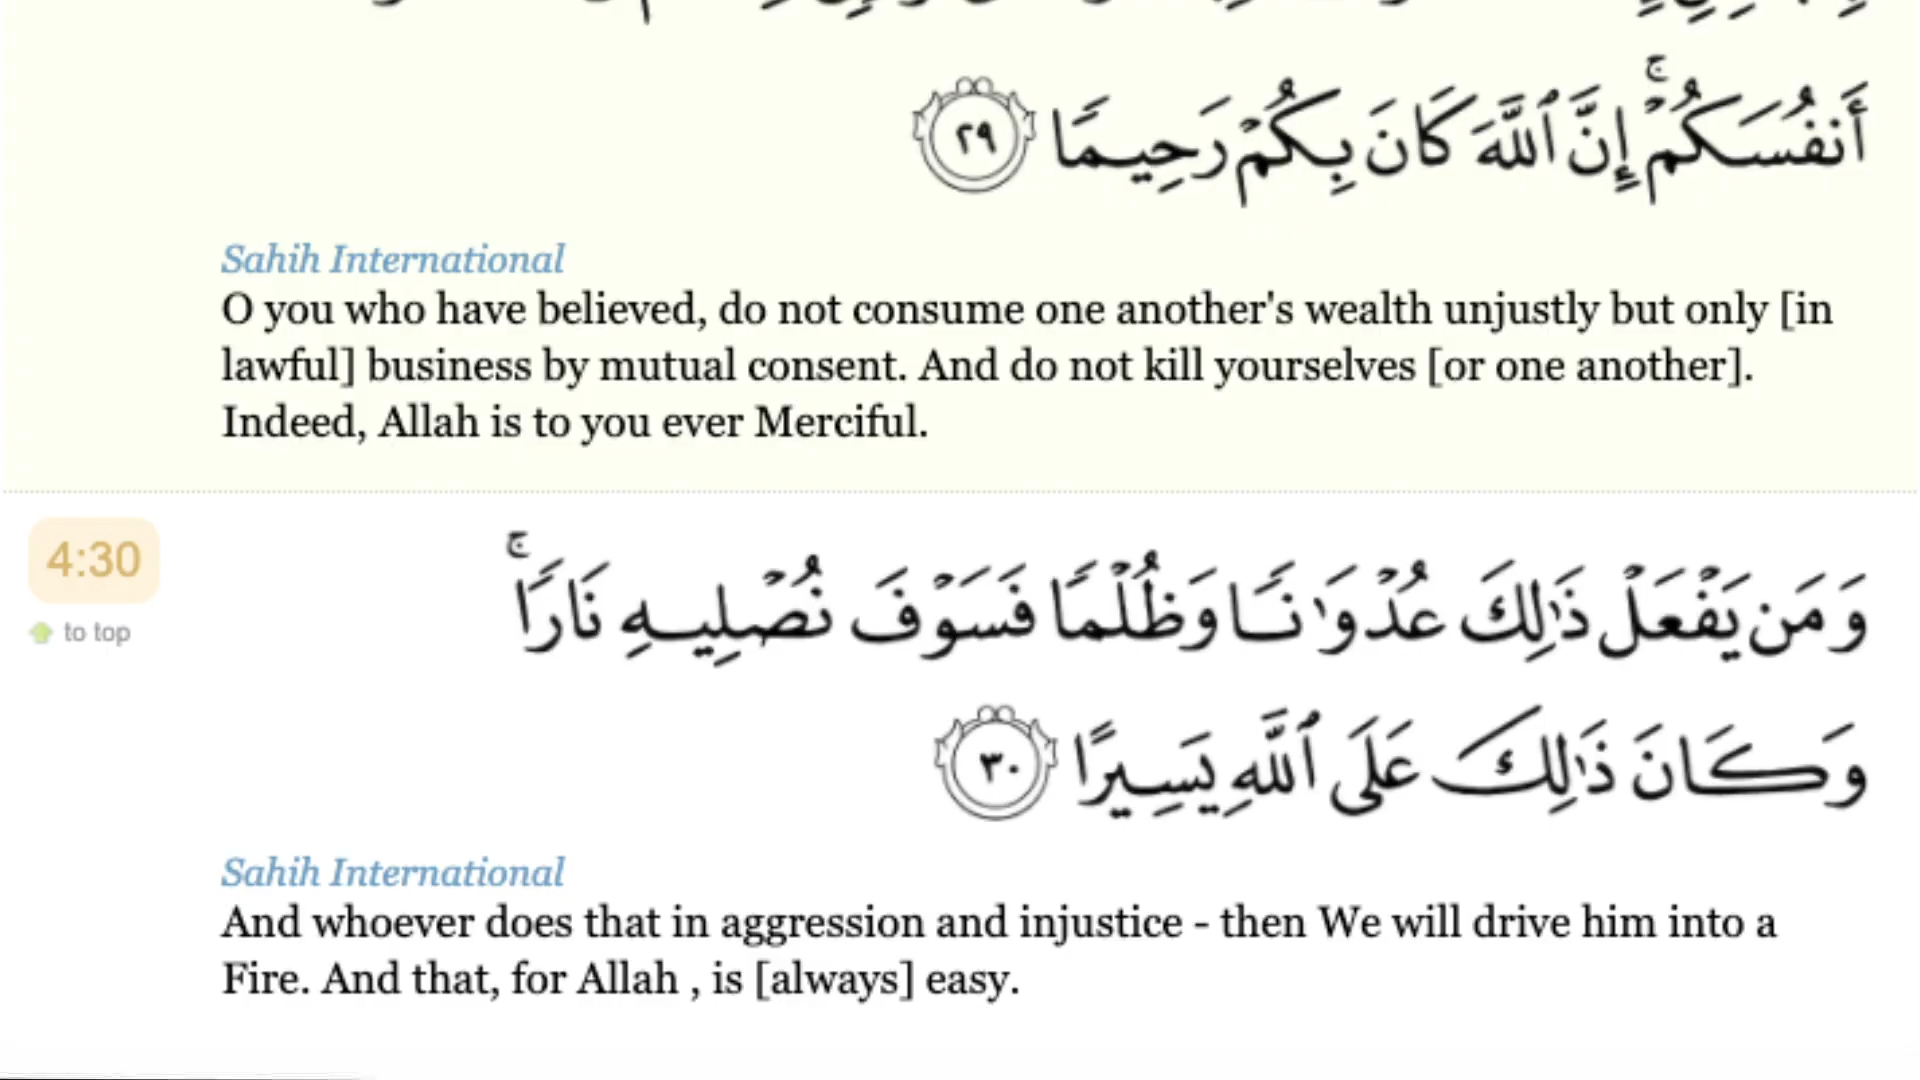 أَنفُسَكُمْ ۚ إِنَّ ٱللَّهَ كَانَ بِكُمْ رَحِيمًا ٢٩
Sahih International
O you who have believed, do not consume one another's wealth unjustly but only [in
lawful] business by mutual consent. And do not kill yourselves [or one another].
Indeed, Allah is to you ever Merciful.
4:30
to top
وَمَن يَفْعَلْ ذَٰلِكَ عُدْوَٰنًا وَظُلْمًا فَسَوْفَ نُصْلِيهِ نَارًا ۚ
وَكَانَ ذَٰلِكَ عَلَى ٱللَّهِ يَسِيرًا ٣٠
Sahih International
And whoever does that in aggression and injustice - then We will drive him into a
Fire. And that, for Allah , is [always] easy.